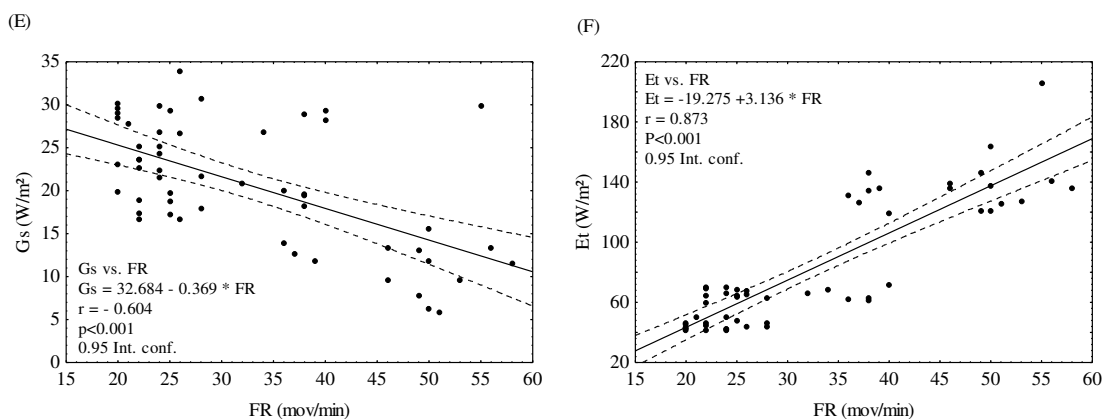 (E)
35
30
25
20
15
10
5
0
Gs (W/m²)
Gs vs. FR
Gs = 32.684 - 0.369 * FR
r = - 0.604
p<0.001
0.95 Int. conf.
15 20 25 30 35 40 45 50 55 60
FR (mov/min)
(F)
220
180
140
100
60
20
Et (W/m²)
Et vs. FR
Et = -19.275 +3.136 * FR
r = 0.873
P<0.001
0.95 Int. conf.
15 20 25 30 35 40 45 50 55 60
FR (mov/min)